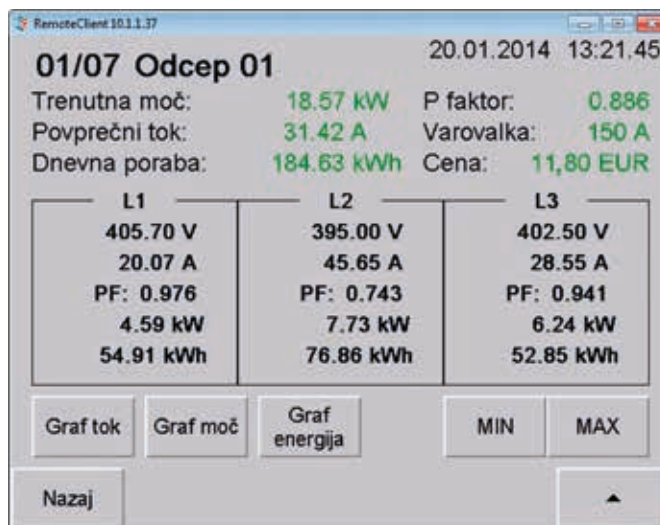 RemoteClient 10.1.1.37
01/07 Odcep 01
20.01.2014 13:21.45
Trenutna moč: 18.57 kW P faktor: 0.886
Povprečni tok: 31.42 A Varovalka: 150 A
Dnevna poraba: 184.63 kWh Cena: 11,80 EUR
L1 L2 L3
405.70 V 395.00 V 402.50 V
20.07 A 45.65 A 28.55 A
PF: 0.976 PF: 0.743 PF: 0.941
4.59 kW 7.73 kW 6.24 kW
54.91 kWh 76.86 kWh 52.85 kWh
Graf tok Graf moč Graf energija MIN MAX
Nazaj